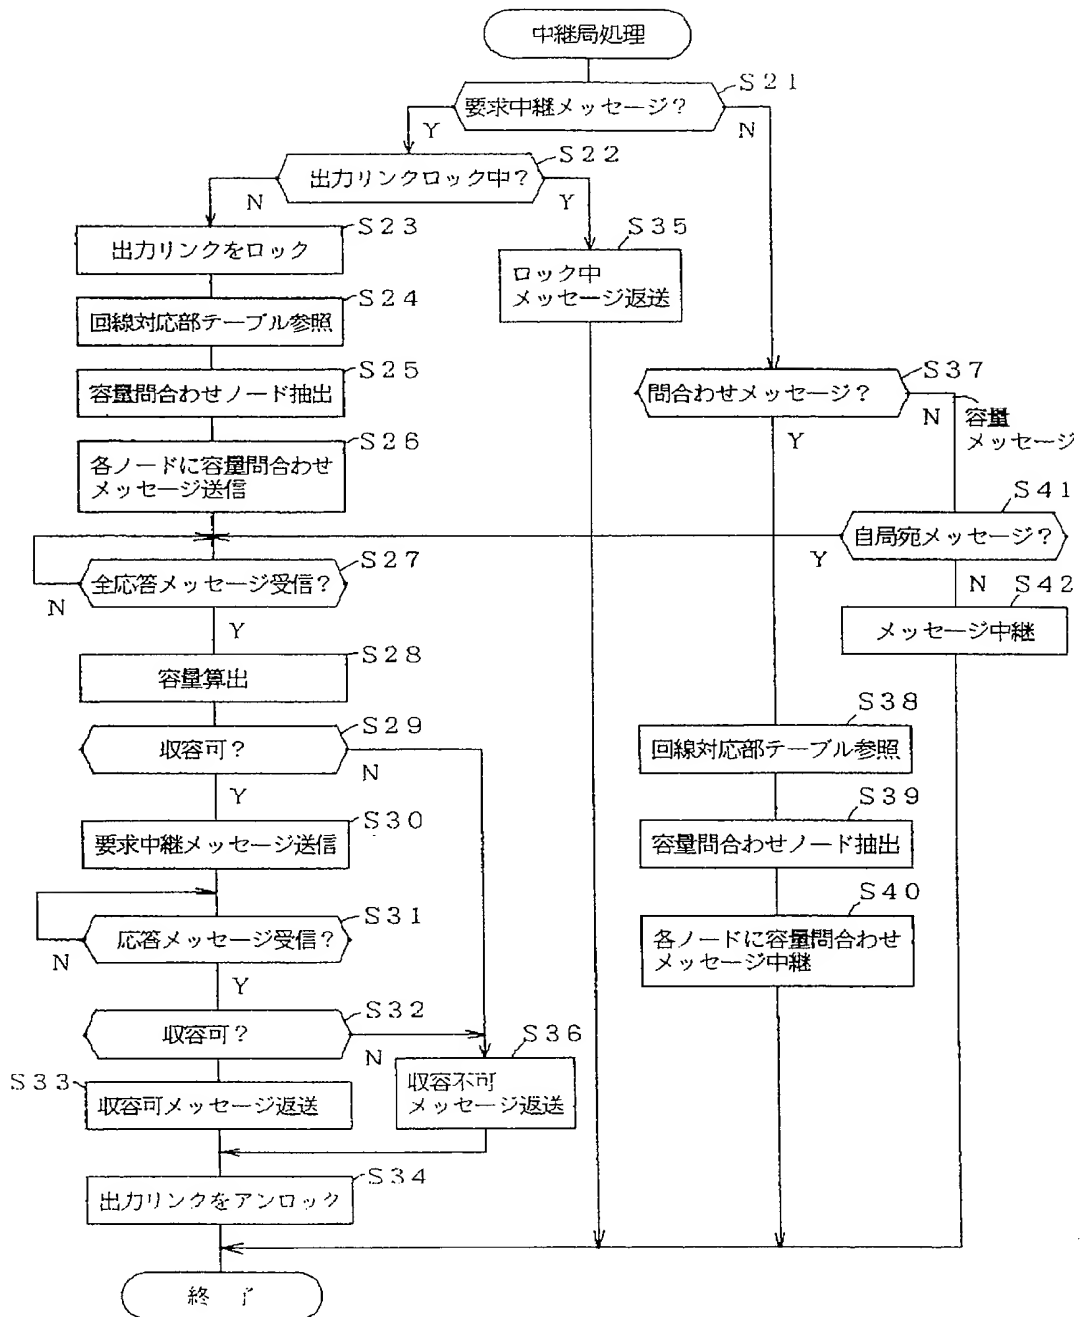 中継局処理
S21
要求中継メッセージ?
Y
N
S22
出力リンクロック中?
N
Y
S23
出力リンクをロック
S35
ロック中
メッセージ返送
S24
回線対応部テーブル参照
S25
容量問合わせノード抽出
S37
問合わせメッセージ?
N
容量
メッセージ
Y
S26
各ノードに容量問合わせ
メッセージ送信
S41
自局宛メッセージ?
Y
N
S27
全応答メッセージ受信?
N
Y
S42
メッセージ中継
S28
容量算出
S29
収容可?
N
Y
S38
回線対応部テーブル参照
S30
要求中継メッセージ送信
S39
容量問合わせノード抽出
S31
応答メッセージ受信?
N
Y
S40
各ノードに容量問合わせ
メッセージ中継
S32
収容可?
N
S33
収容可メッセージ返送
S36
収容不可
メッセージ返送
S34
出力リンクをアンロック
終了